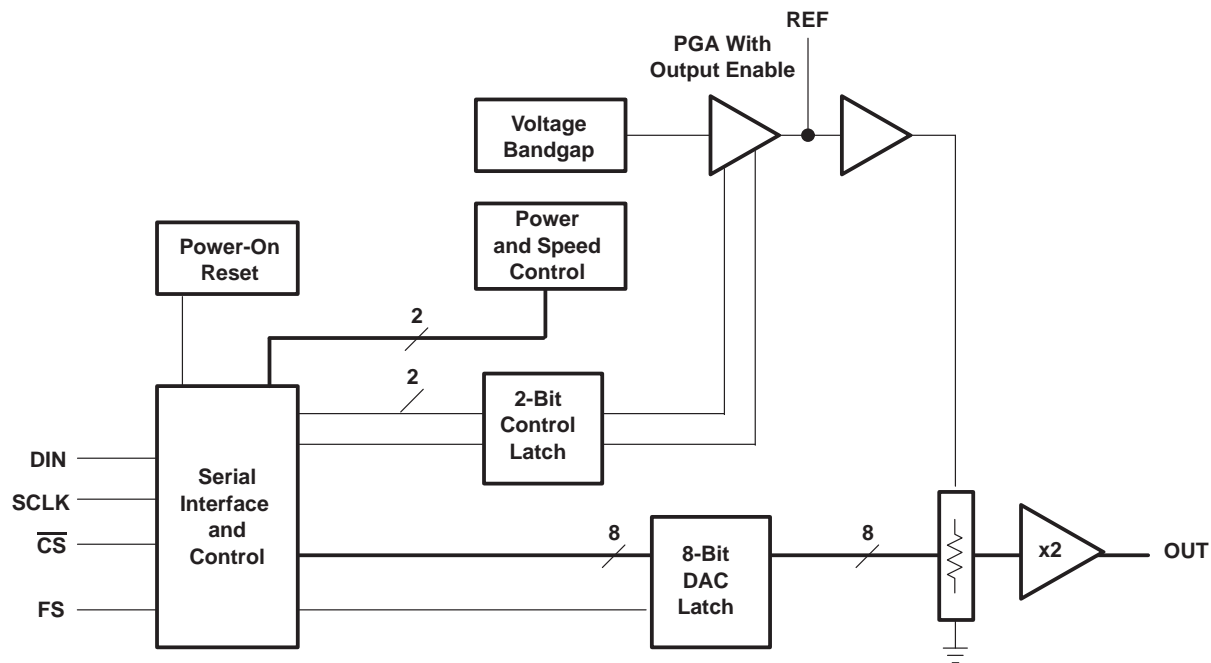 REF
PGA With
Output Enable
Voltage
Bandgap
Power
and Speed
Control
Power-On
Reset
2
2
2-Bit
Control
Latch
DIN
SCLK
CS
FS
Serial
Interface
and
Control
8
8-Bit
DAC
Latch
8
x2
OUT